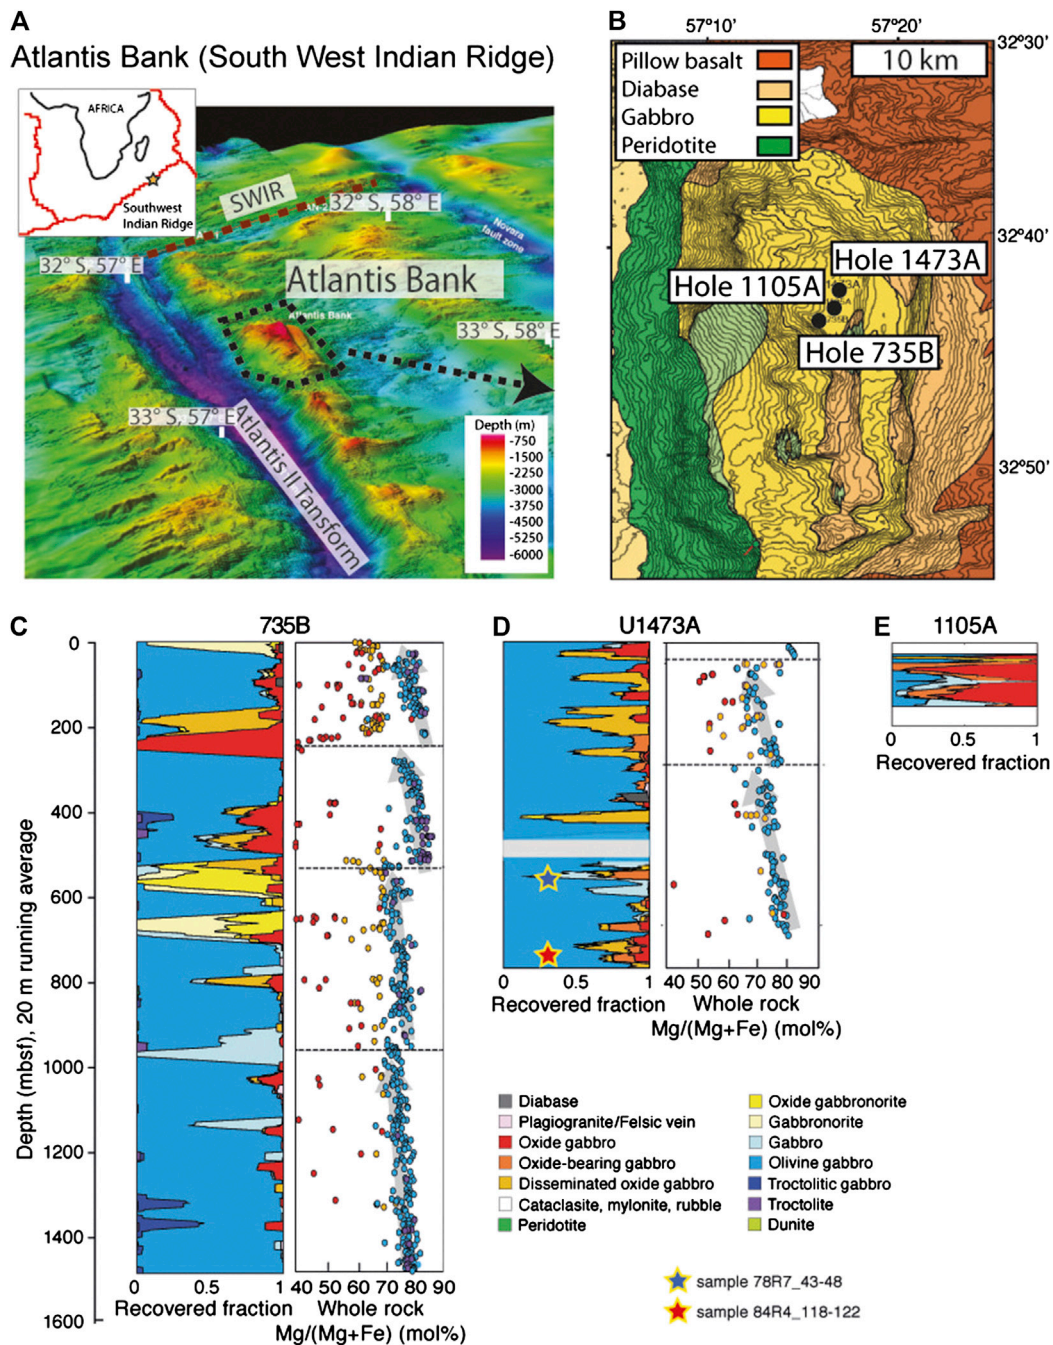 A
Atlantis Bank (South West Indian Ridge)
AFRICA
Southwest
Indian Ridge
SWIR
32° S, 58° E
Novara
fault zone
32° S, 57° E
Atlantis Bank
Atlantis Bank
33° S, 58° E
33° S, 57° E
Atlantis II Tansform
Depth (m)
-750
-1500
-2250
-3000
-3750
-4500
-5250
-6000
B
57°10'
57°20'
32°30'
Pillow basalt
Diabase
Gabbro
Peridotite
10 km
32°40'
Hole 1473A
Hole 1105A
Hole 735B
32°50'
C
735B
Depth (mbsf), 20 m running average
0
200
400
600
800
1000
1200
1400
1600
0
0.5
1
Recovered fraction
40
50
60
70
80
90
Whole rock
Mg/(Mg+Fe) (mol%)
D
U1473A
0
0.5
1
Recovered fraction
40
50
60
70
80
90
Whole rock
Mg/(Mg+Fe) (mol%)
E
1105A
0
0.5
1
Recovered fraction
Diabase
Plagiogranite/Felsic vein
Oxide gabbro
Oxide-bearing gabbro
Disseminated oxide gabbro
Cataclasite, mylonite, rubble
Peridotite
Oxide gabbronorite
Gabbronorite
Gabbro
Olivine gabbro
Troctolitic gabbro
Troctolite
Dunite
sample 78R7_43-48
sample 84R4_118-122